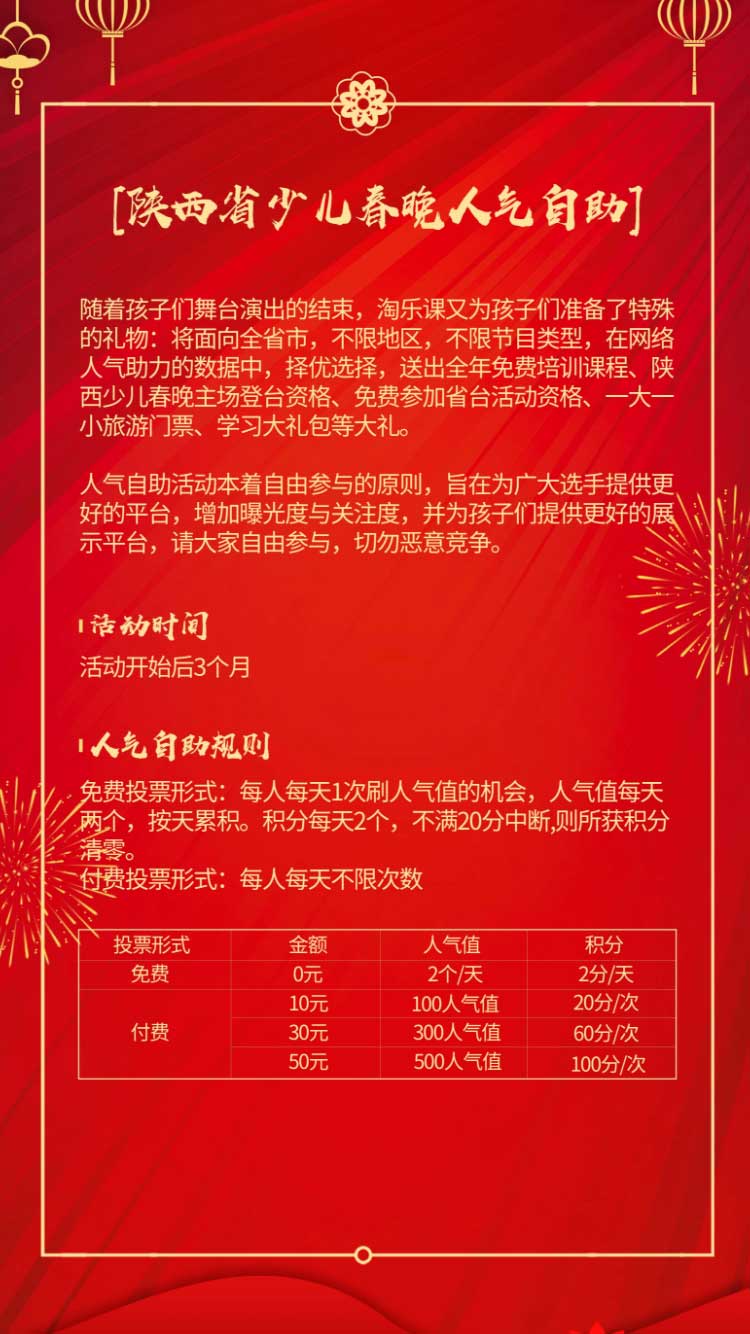 [陕西省少儿春晚人气自助]
随着孩子们舞台演出的结束，淘乐课又为孩子们准备了特殊
的礼物：将面向全省市，不限地区，不限节目类型，在网络
人气助力的数据中，择优选择，送出全年免费培训课程、陕
西少儿春晚主场登台资格、免费参加省台活动资格、一大一
小旅游门票、学习大礼包等大礼。
人气自助活动本着自由参与的原则，旨在为广大选手提供更
好的平台，增加曝光度与关注度，并为孩子们提供更好的展
示平台，请大家自由参与，切勿恶意竞争。
活动时间
活动开始后3个月
人气自助规则
免费投票形式：每人每天1次刷人气值的机会，人气值每天
两个，按天累积。积分每天2个，不满20分中断,则所获积分
清零。
付费投票形式：每人每天不限次数
投票形式 金额 人气值 积分
免费 0元 2个/天 2分/天
10元 100人气值 20分/次
付费 30元 300人气值 60分/次
50元 500人气值 100分/次